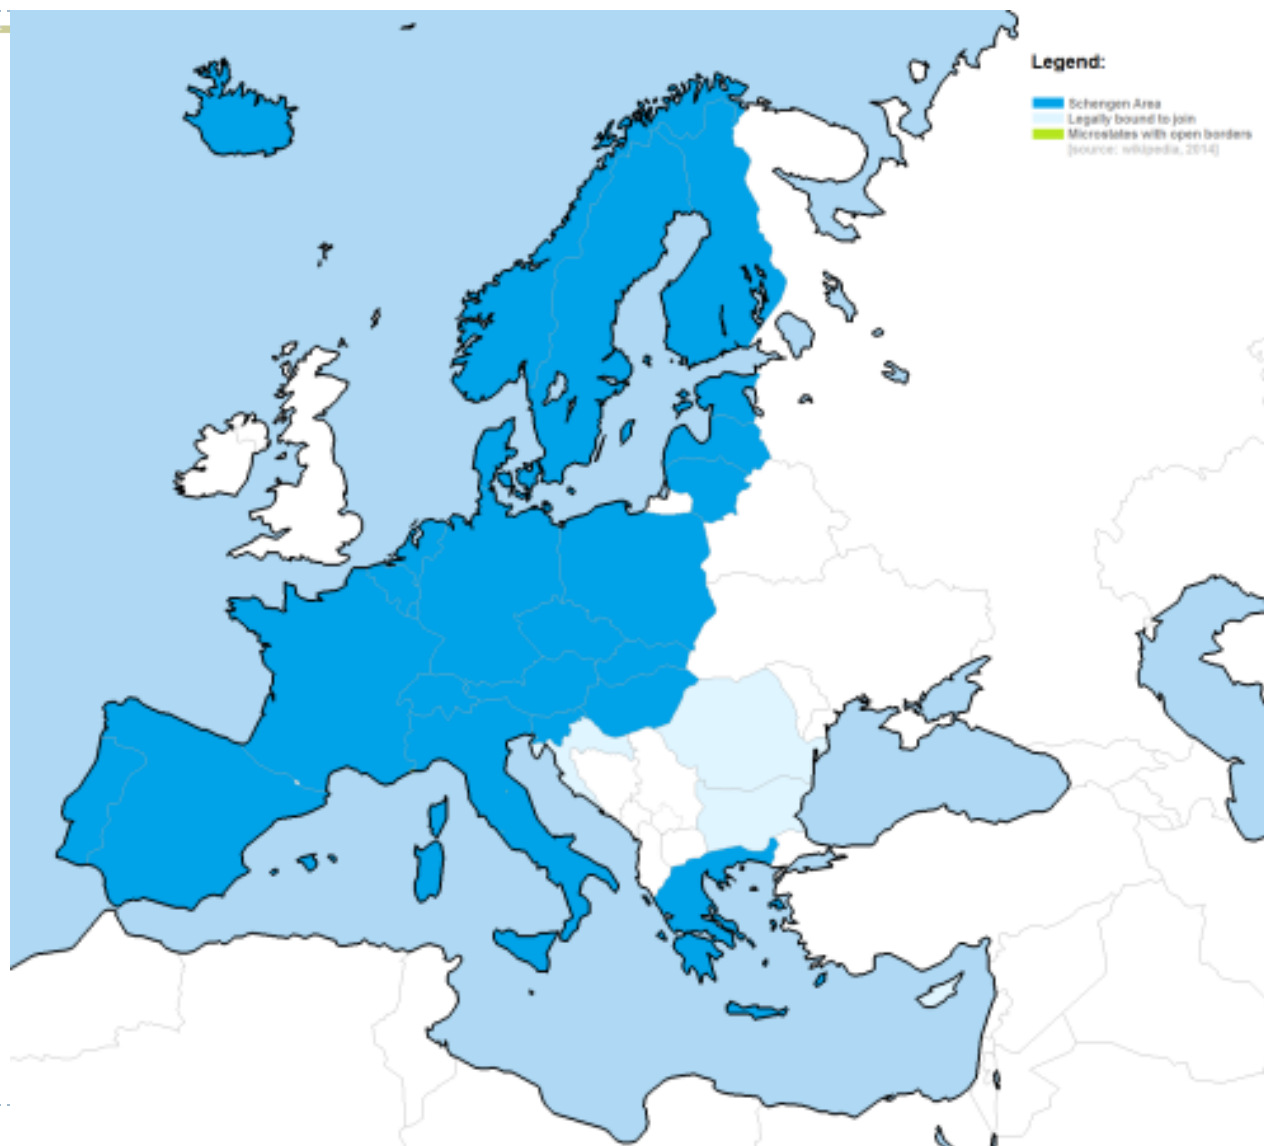 Legend:
Schengen Area
Legally bound to join
Microstates with open borders
[source: wikipedia, 2014]